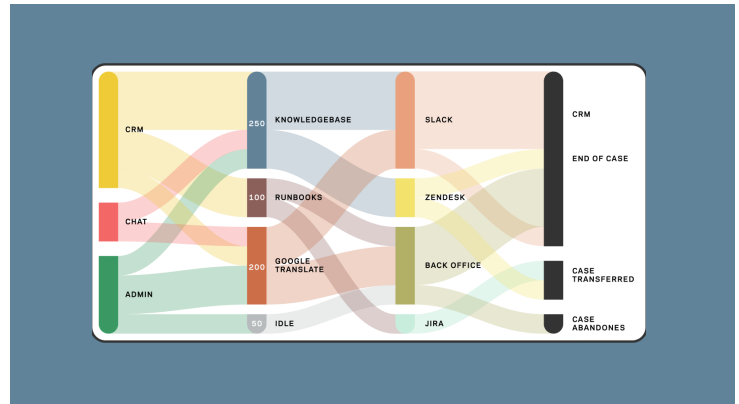 CRM
CHAT
ADMIN
250
KNOWLEDGEBASE
100
RUNBOOKS
200
GOOGLE
TRANSLATE
50
IDLE
SLACK
ZENDESK
BACK OFFICE
JIRA
CRM
END OF CASE
CASE
TRANSFERRED
CASE
ABANDONES